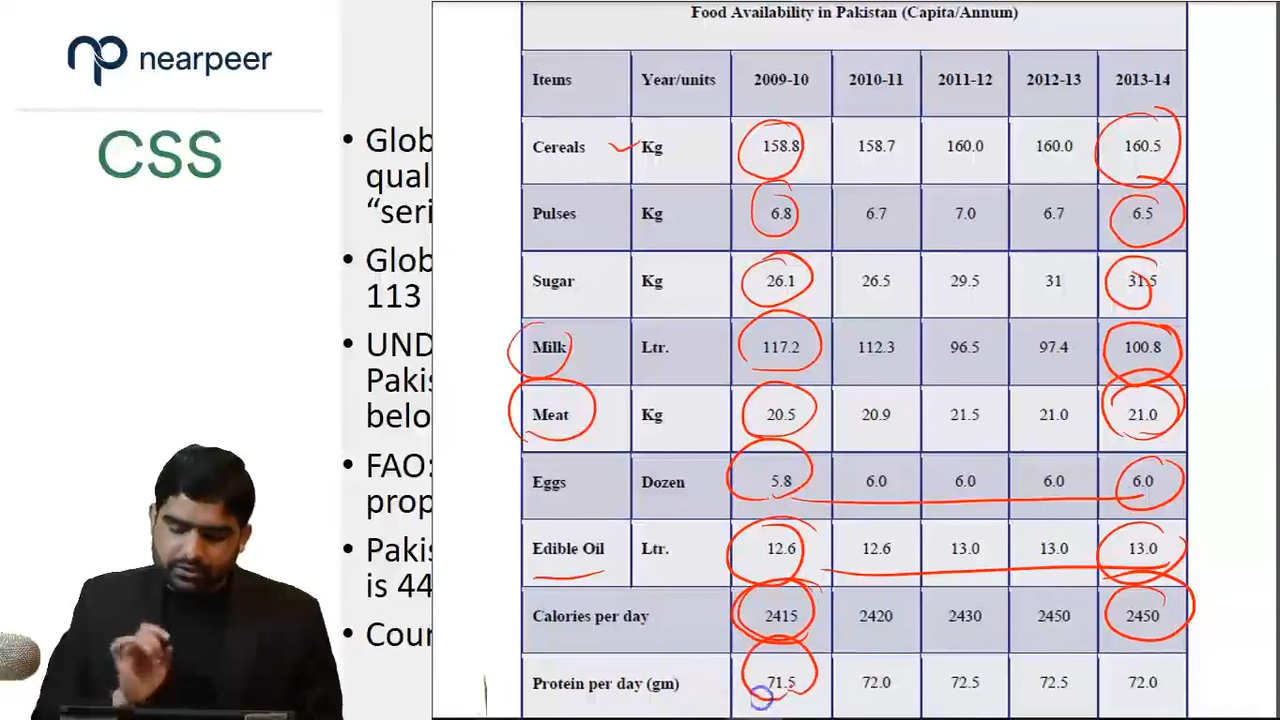 nearpeer
CSS
• Glob
qual
“seri
• Glob
113
• UND
Paki
belo
• FAO:
prop
• Paki
is 44
• Cour
Food Availability in Pakistan (Capita/Annum)
Items Year/units 2009-10 2010-11 2011-12 2012-13 2013-14
Cereals Kg 158.8 158.7 160.0 160.0 160.5
Pulses Kg 6.8 6.7 7.0 6.7 6.5
Sugar Kg 26.1 26.5 29.5 31 31.5
Milk Ltr. 117.2 112.3 96.5 97.4 100.8
Meat Kg 20.5 20.9 21.5 21.0 21.0
Eggs Dozen 5.8 6.0 6.0 6.0 6.0
Edible Oil Ltr. 12.6 12.6 13.0 13.0 13.0
Calories per day 2415 2420 2430 2450 2450
Protein per day (gm) 71.5 72.0 72.5 72.5 72.0